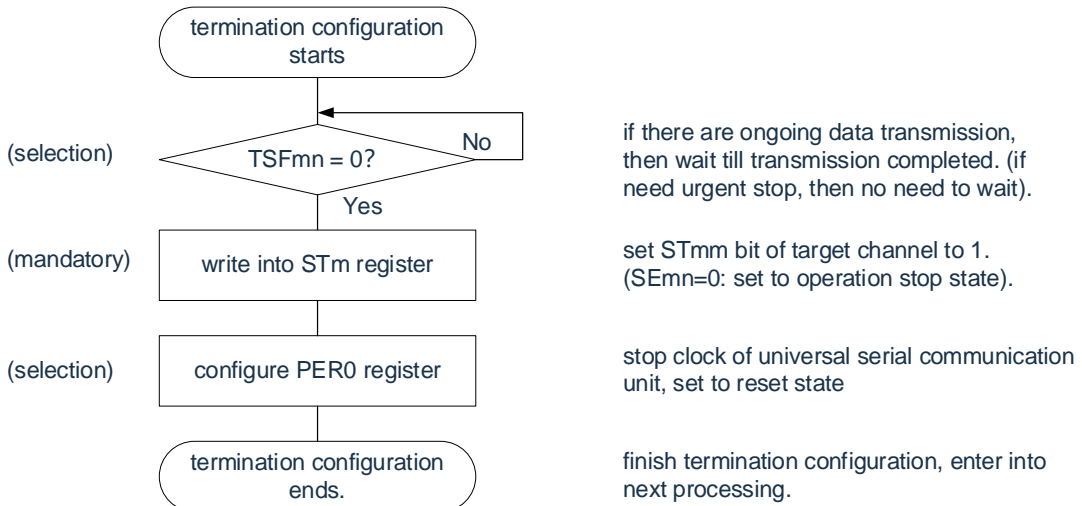 termination configuration
starts
(selection)
TSFmn = 0?
No
if there are ongoing data transmission,
then wait till transmission completed. (if
need urgent stop, then no need to wait).
Yes
(mandatory)
write into STm register
set STmm bit of target channel to 1.
(SEmn=0: set to operation stop state).
(selection)
configure PER0 register
stop clock of universal serial communication
unit, set to reset state
termination configuration
ends.
finish termination configuration, enter into
next processing.